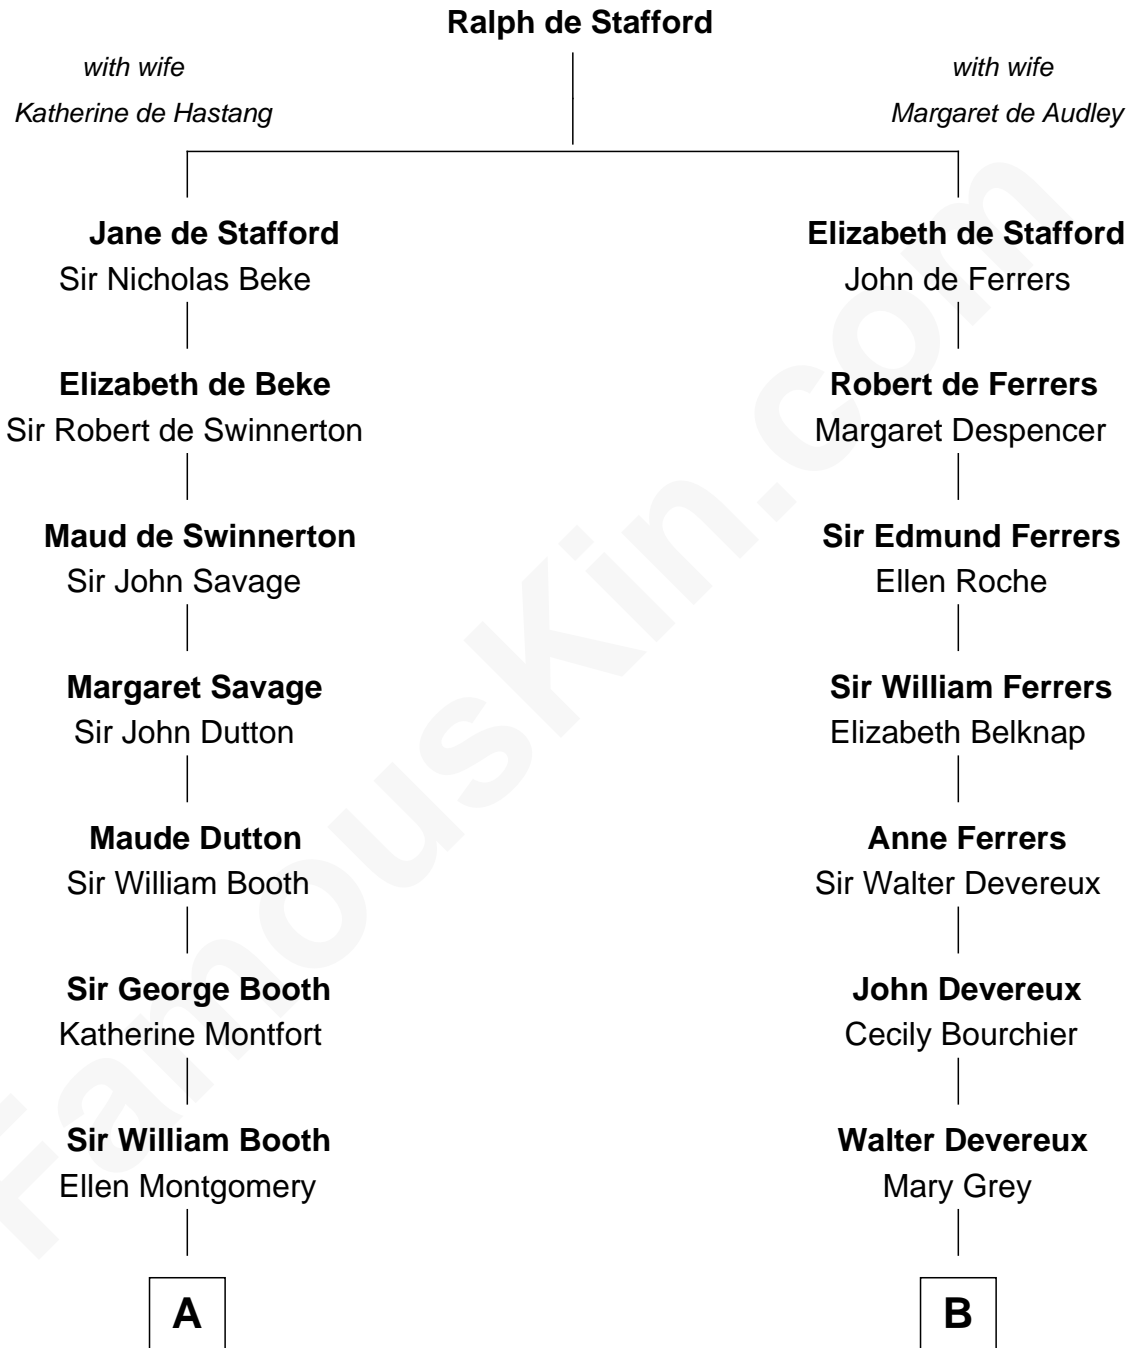 Ralph de Stafford
with wife
Katherine de Hastang
with wife
Margaret de Audley
Jane de Stafford
Sir Nicholas Beke
Elizabeth de Beke
Sir Robert de Swinnerton
Maud de Swinnerton
Sir John Savage
Margaret Savage
Sir John Dutton
Maude Dutton
Sir William Booth
Sir George Booth
Katherine Montfort
Sir William Booth
Ellen Montgomery
A
Elizabeth de Stafford
John de Ferrers
Robert de Ferrers
Margaret Despencer
Sir Edmund Ferrers
Ellen Roche
Sir William Ferrers
Elizabeth Belknap
Anne Ferrers
Sir Walter Devereux
John Devereux
Cecily Bourchier
Walter Devereux
Mary Grey
B
FamousKin.com